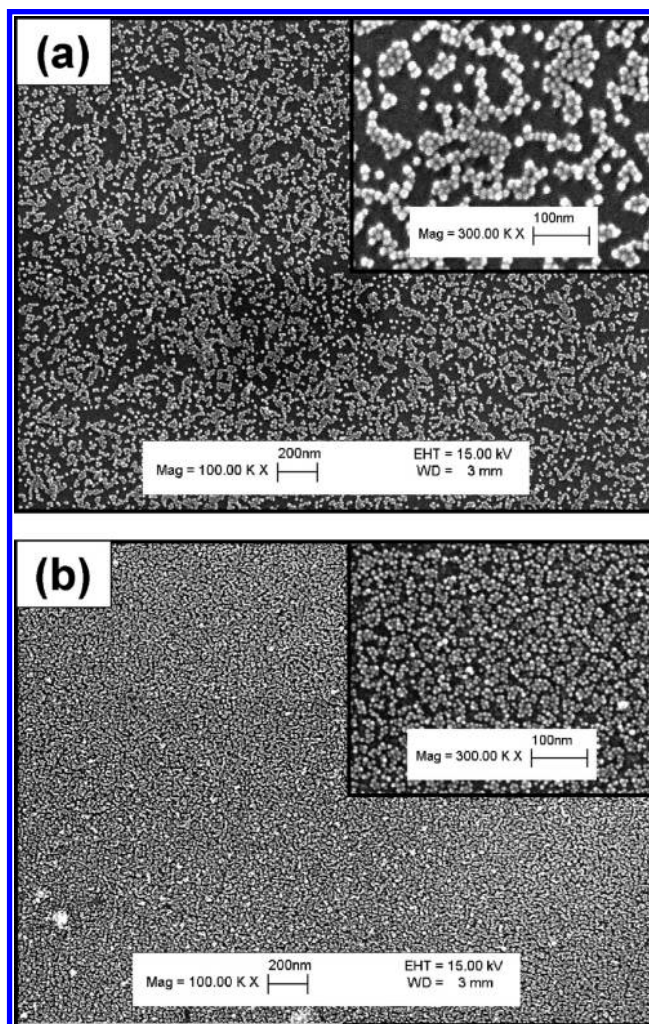 (a)
100nm
Mag = 300.00 K X
200nm
EHT = 15.00 kV
Mag = 100.00 K X
WD = 3 mm
(b)
100nm
Mag = 300.00 K X
200nm
EHT = 15.00 kV
Mag = 100.00 K X
WD = 3 mm